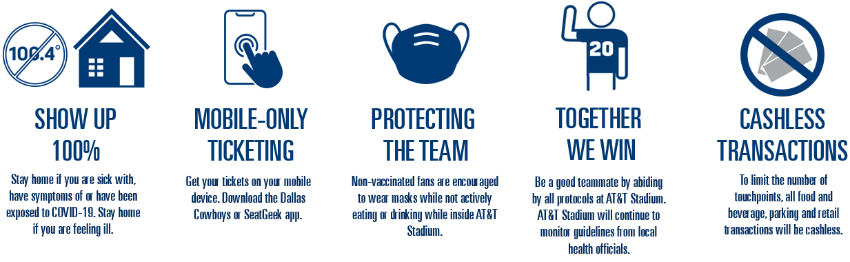 100.4°
SHOW UP
100%
Stay home if you are sick with,
have symptoms of or have been
exposed to COVID-19. Stay home
if you are feeling ill.
MOBILE-ONLY
TICKETING
Get your tickets on your mobile
device. Download the Dallas
Cowboys or SeatGeek app.
PROTECTING
THE TEAM
Non-vaccinated fans are encouraged
to wear masks while not actively
eating or drinking while inside AT&T
Stadium.
20
TOGETHER
WE WIN
Be a good teammate by abiding
by all protocols at AT&T Stadium.
AT&T Stadium will continue to
monitor guidelines from local
health officials.
CASHLESS
TRANSACTIONS
To limit the number of
touchpoints, all food and
beverage, parking and retail
transactions will be cashless.